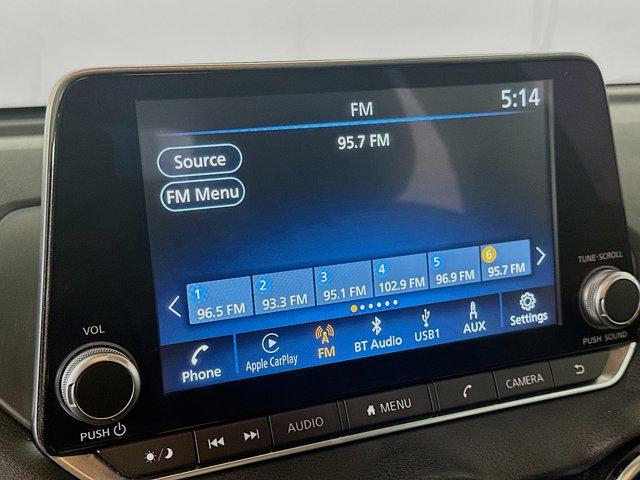 FM 5:14
95.7 FM
Source
FM Menu
1 2 3 4 5 6
96.5 FM 93.3 FM 95.1 FM 102.9 FM 96.9 FM 95.7 FM
Phone Apple CarPlay FM BT Audio USB1 AUX Settings
VOL
PUSH
TUNE·SCROLL
PUSH SOUND
AUDIO MENU CAMERA